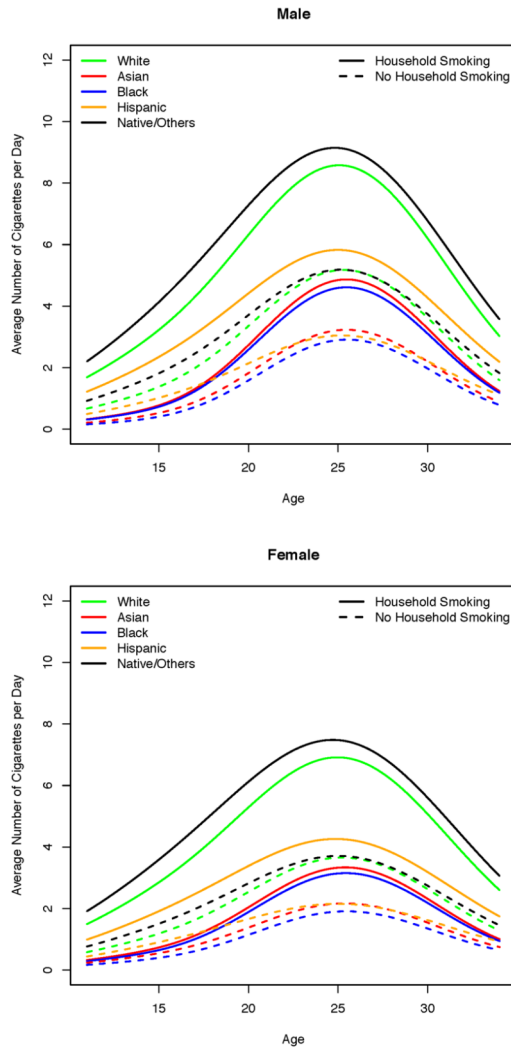 Male
White
Asian
Black
Hispanic
Native/Others
Household Smoking
No Household Smoking
Average Number of Cigarettes per Day
12
10
8
6
4
2
0
15 20 25 30
Age
Female
White
Asian
Black
Hispanic
Native/Others
Household Smoking
No Household Smoking
Average Number of Cigarettes per Day
12
10
8
6
4
2
0
15 20 25 30
Age